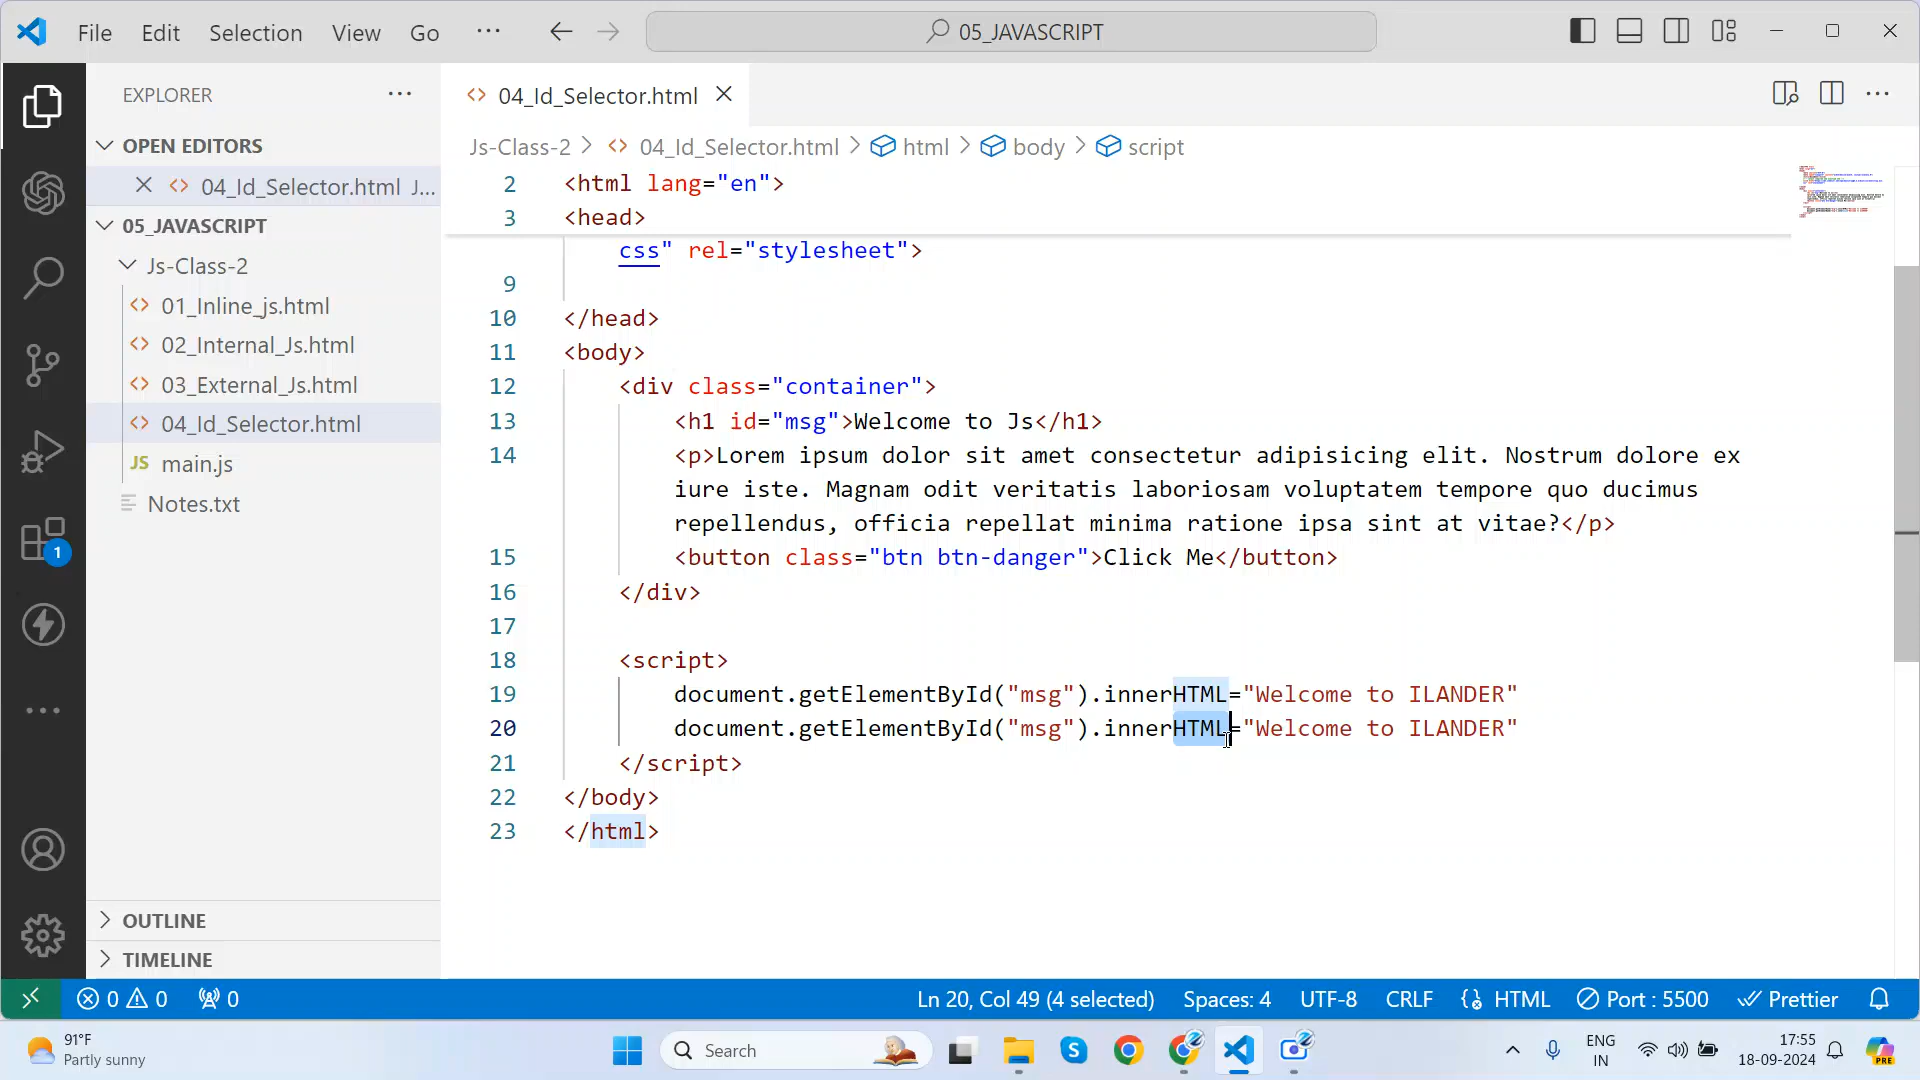 File Edit Selection View Go ··· 05_JAVASCRIPT
EXPLORER ···
04_Id_Selector.html
OPEN EDITORS
04_Id_Selector.html J...
05_JAVASCRIPT
Js-Class-2
01_Inline_js.html
02_Internal_Js.html
03_External_Js.html
04_Id_Selector.html
JS main.js
Notes.txt
1
OUTLINE
TIMELINE
Js-Class-2 > 04_Id_Selector.html > html > body > script
2 <html lang="en">
3 <head>
css" rel="stylesheet">
9
10 </head>
11 <body>
12 <div class="container">
13 <h1 id="msg">Welcome to Js</h1>
14 <p>Lorem ipsum dolor sit amet consectetur adipisicing elit. Nostrum dolore ex
iure iste. Magnam odit veritatis laboriosam voluptatem tempore quo ducimus
repellendus, officia repellat minima ratione ipsa sint at vitae?</p>
15 <button class="btn btn-danger">Click Me</button>
16 </div>
17
18 <script>
19 document.getElementById("msg").innerHTML="Welcome to ILANDER"
20 document.getElementById("msg").innerHTML="Welcome to ILANDER"
21 </script>
22 </body>
23 </html>
0 0 0 Ln 20, Col 49 (4 selected) Spaces: 4 UTF-8 CRLF HTML Port : 5500 Prettier
91°F
Partly sunny
Search
ENG
IN
17:55
18-09-2024
PRE